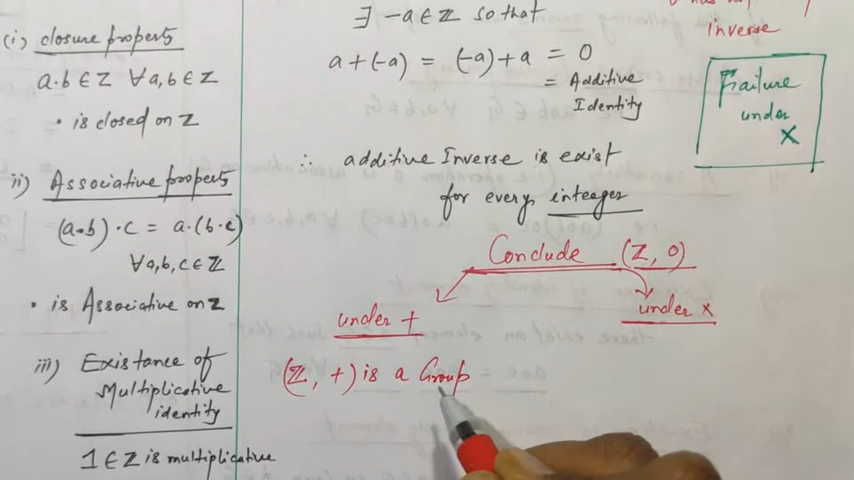 (i) closure property
a.b ∈ Z ∀ a,b ∈ Z
· is closed on Z
ii) Associative property
(a.b).c = a.(b.c)
∀ a,b,c ∈ Z
· is Associative on Z
iii) Existance of
Multiplicative
identity
1 ∈ Z is multiplicative
∃ -a ∈ Z so that
a+(-a) = (-a)+a = 0
= Additive
Identity
∴ additive Inverse is exist
for every integer
inverse
Failure
under
×
Conclude (Z, 0)
under +
under ×
(Z, +) is a Group